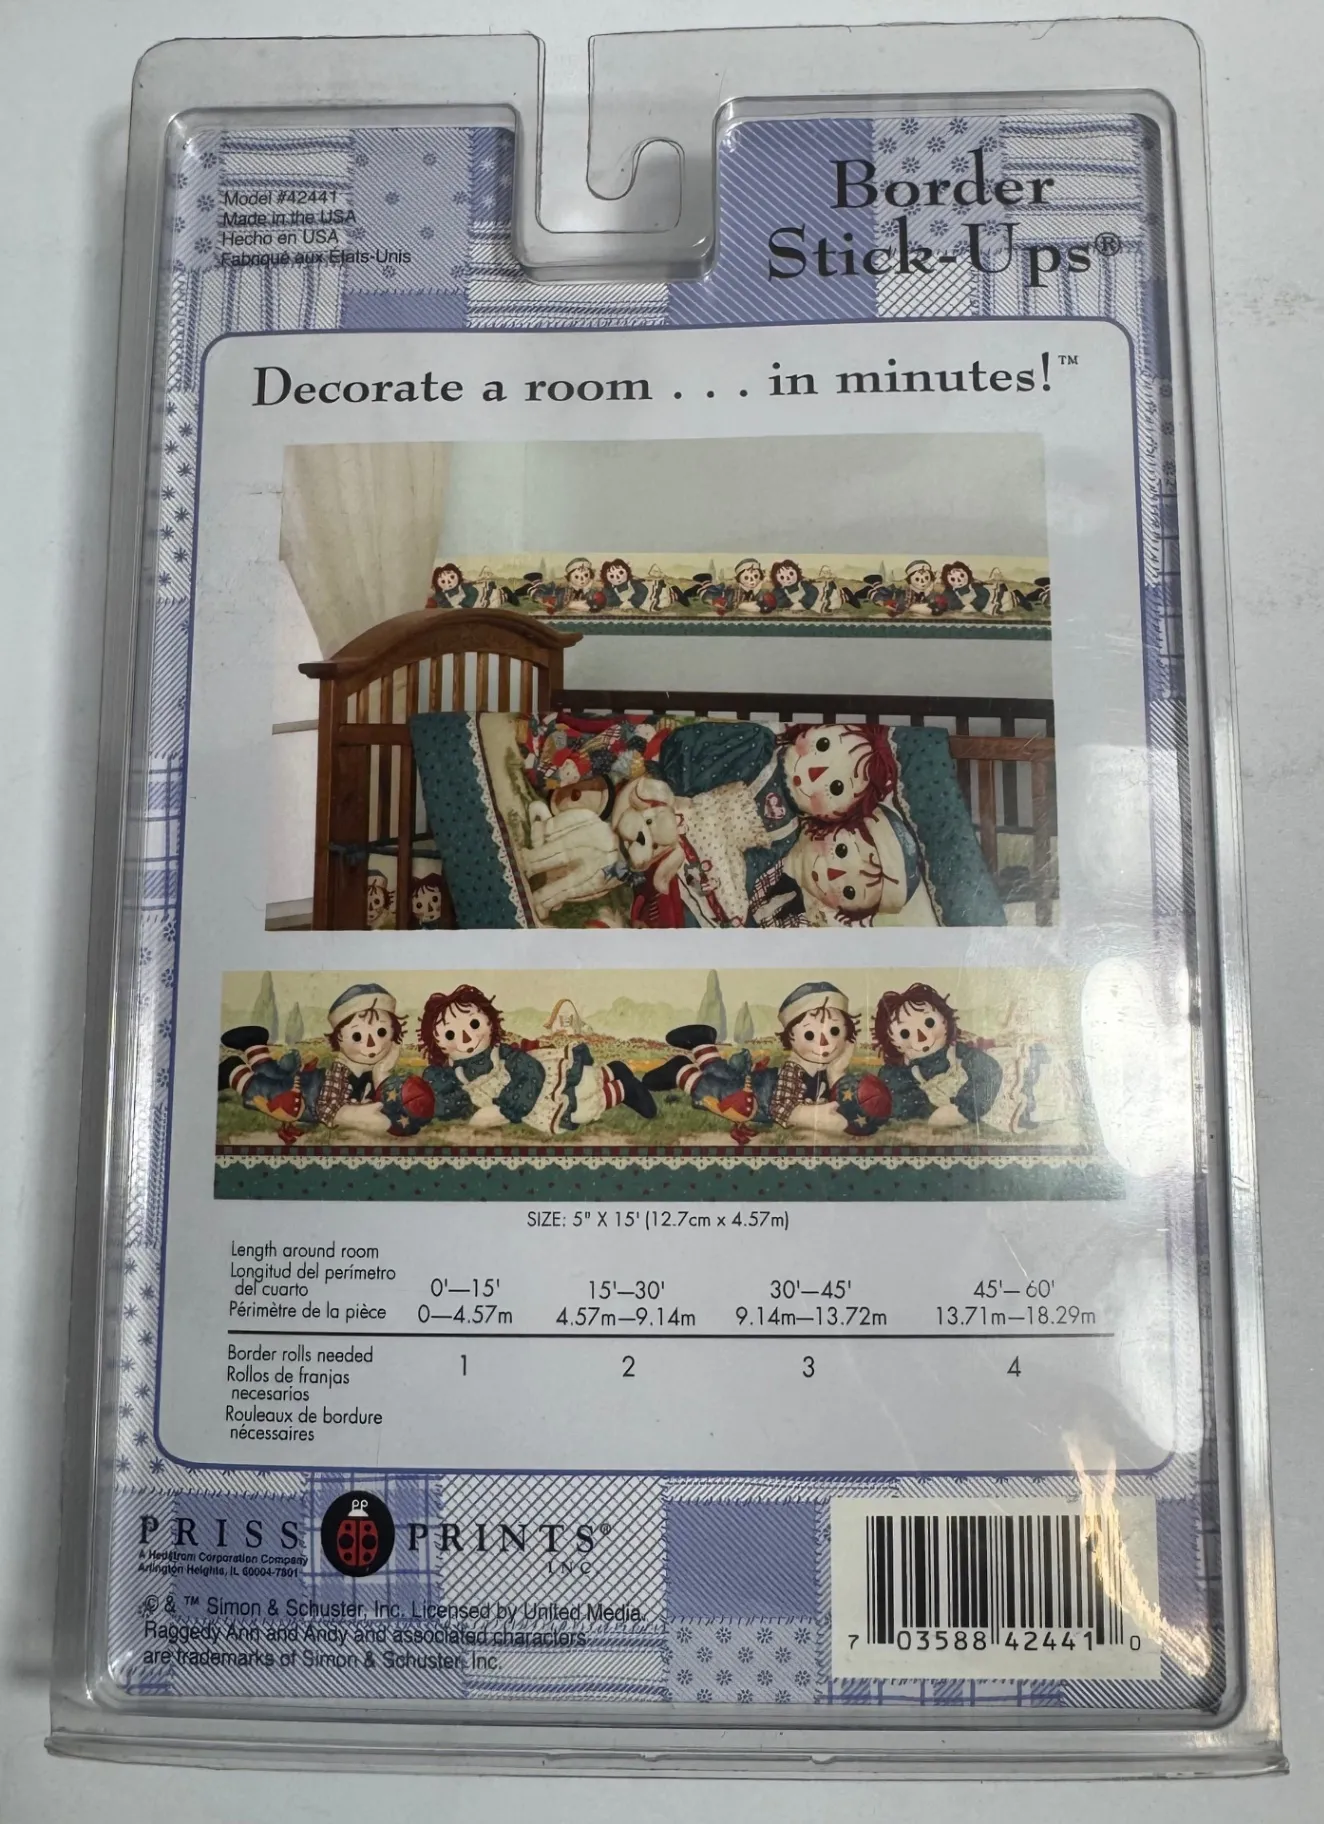 Model #42441
Made in the USA
Hecho en USA
Fabriqué aux Etats-Unis
Border
Stick-Ups®
Decorate a room . . . in minutes!™
SIZE: 5" X 15' (12.7cm x 4.57m)
Length around room
Longitud del perímetro
del cuarto
Périmètre de la pièce
0'—15' 15'—30' 30'—45' 45'—60'
0—4.57m 4.57m—9.14m 9.14m—13.72m 13.71m—18.29m
Border rolls needed
Rollos de franjas
necesarios
Rouleaux de bordure
nécessaires
1 2 3 4
PRISS PRINTS®
INC
A Hedstrom Corporation Company
Arlington Heights, IL 60004-7801
© & ™ Simon & Schuster, Inc. Licensed by United Media.
Raggedy Ann and Andy and associated characters
are trademarks of Simon & Schuster, Inc.
7 03588 42441 0